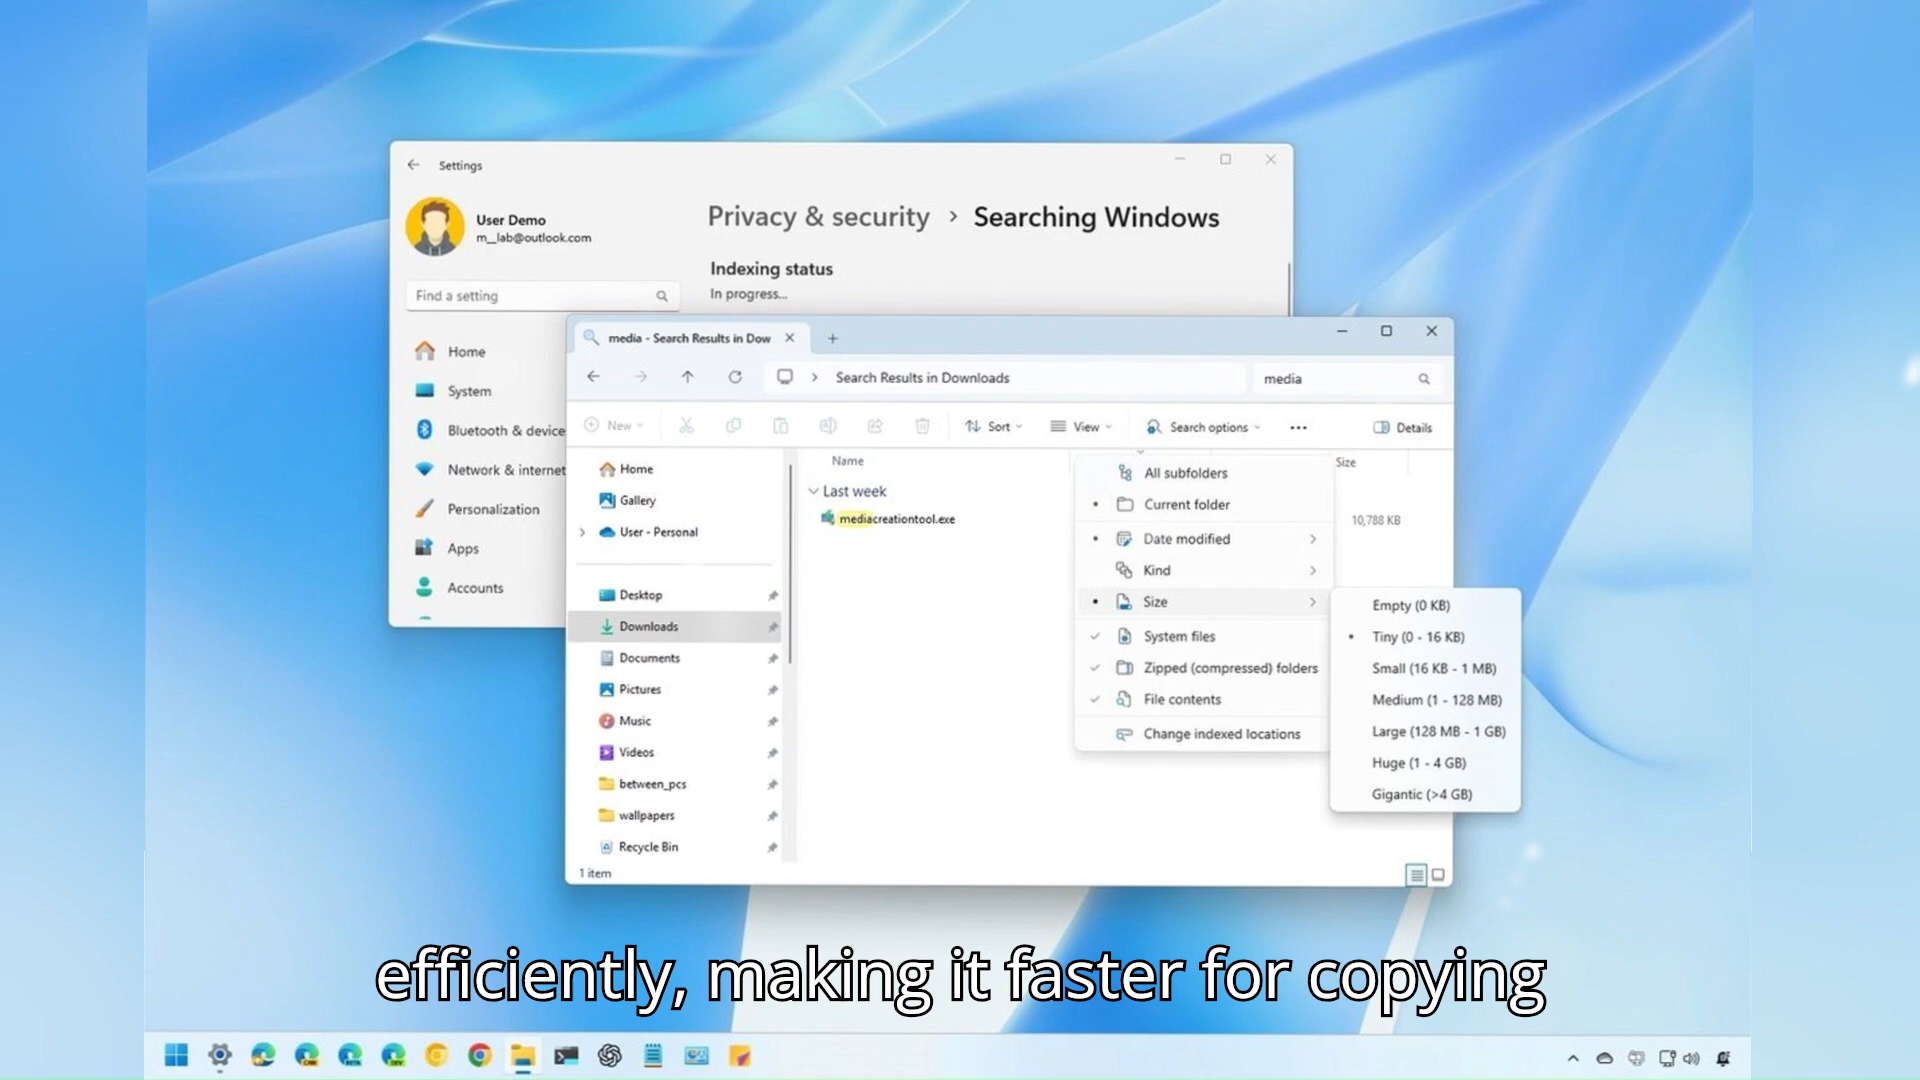 Settings
User Demo
m_lab@outlook.com
Find a setting
Home
System
Bluetooth & device
Network & internet
Personalization
Apps
Accounts
Privacy & security > Searching Windows
Indexing status
In progress...
media - Search Results in Dow
Search Results in Downloads
media
New
Sort
View
Search options
Details
Home
Gallery
User - Personal
Desktop
Downloads
Documents
Pictures
Music
Videos
between_pcs
wallpapers
Recycle Bin
1 item
Name
Size
Last week
mediacreationtool.exe
10,788 KB
All subfolders
Current folder
Date modified
Kind
Size
System files
Zipped (compressed) folders
File contents
Change indexed locations
Empty (0 KB)
Tiny (0 - 16 KB)
Small (16 KB - 1 MB)
Medium (1 - 128 MB)
Large (128 MB - 1 GB)
Huge (1 - 4 GB)
Gigantic (>4 GB)
efficiently, making it faster for copying